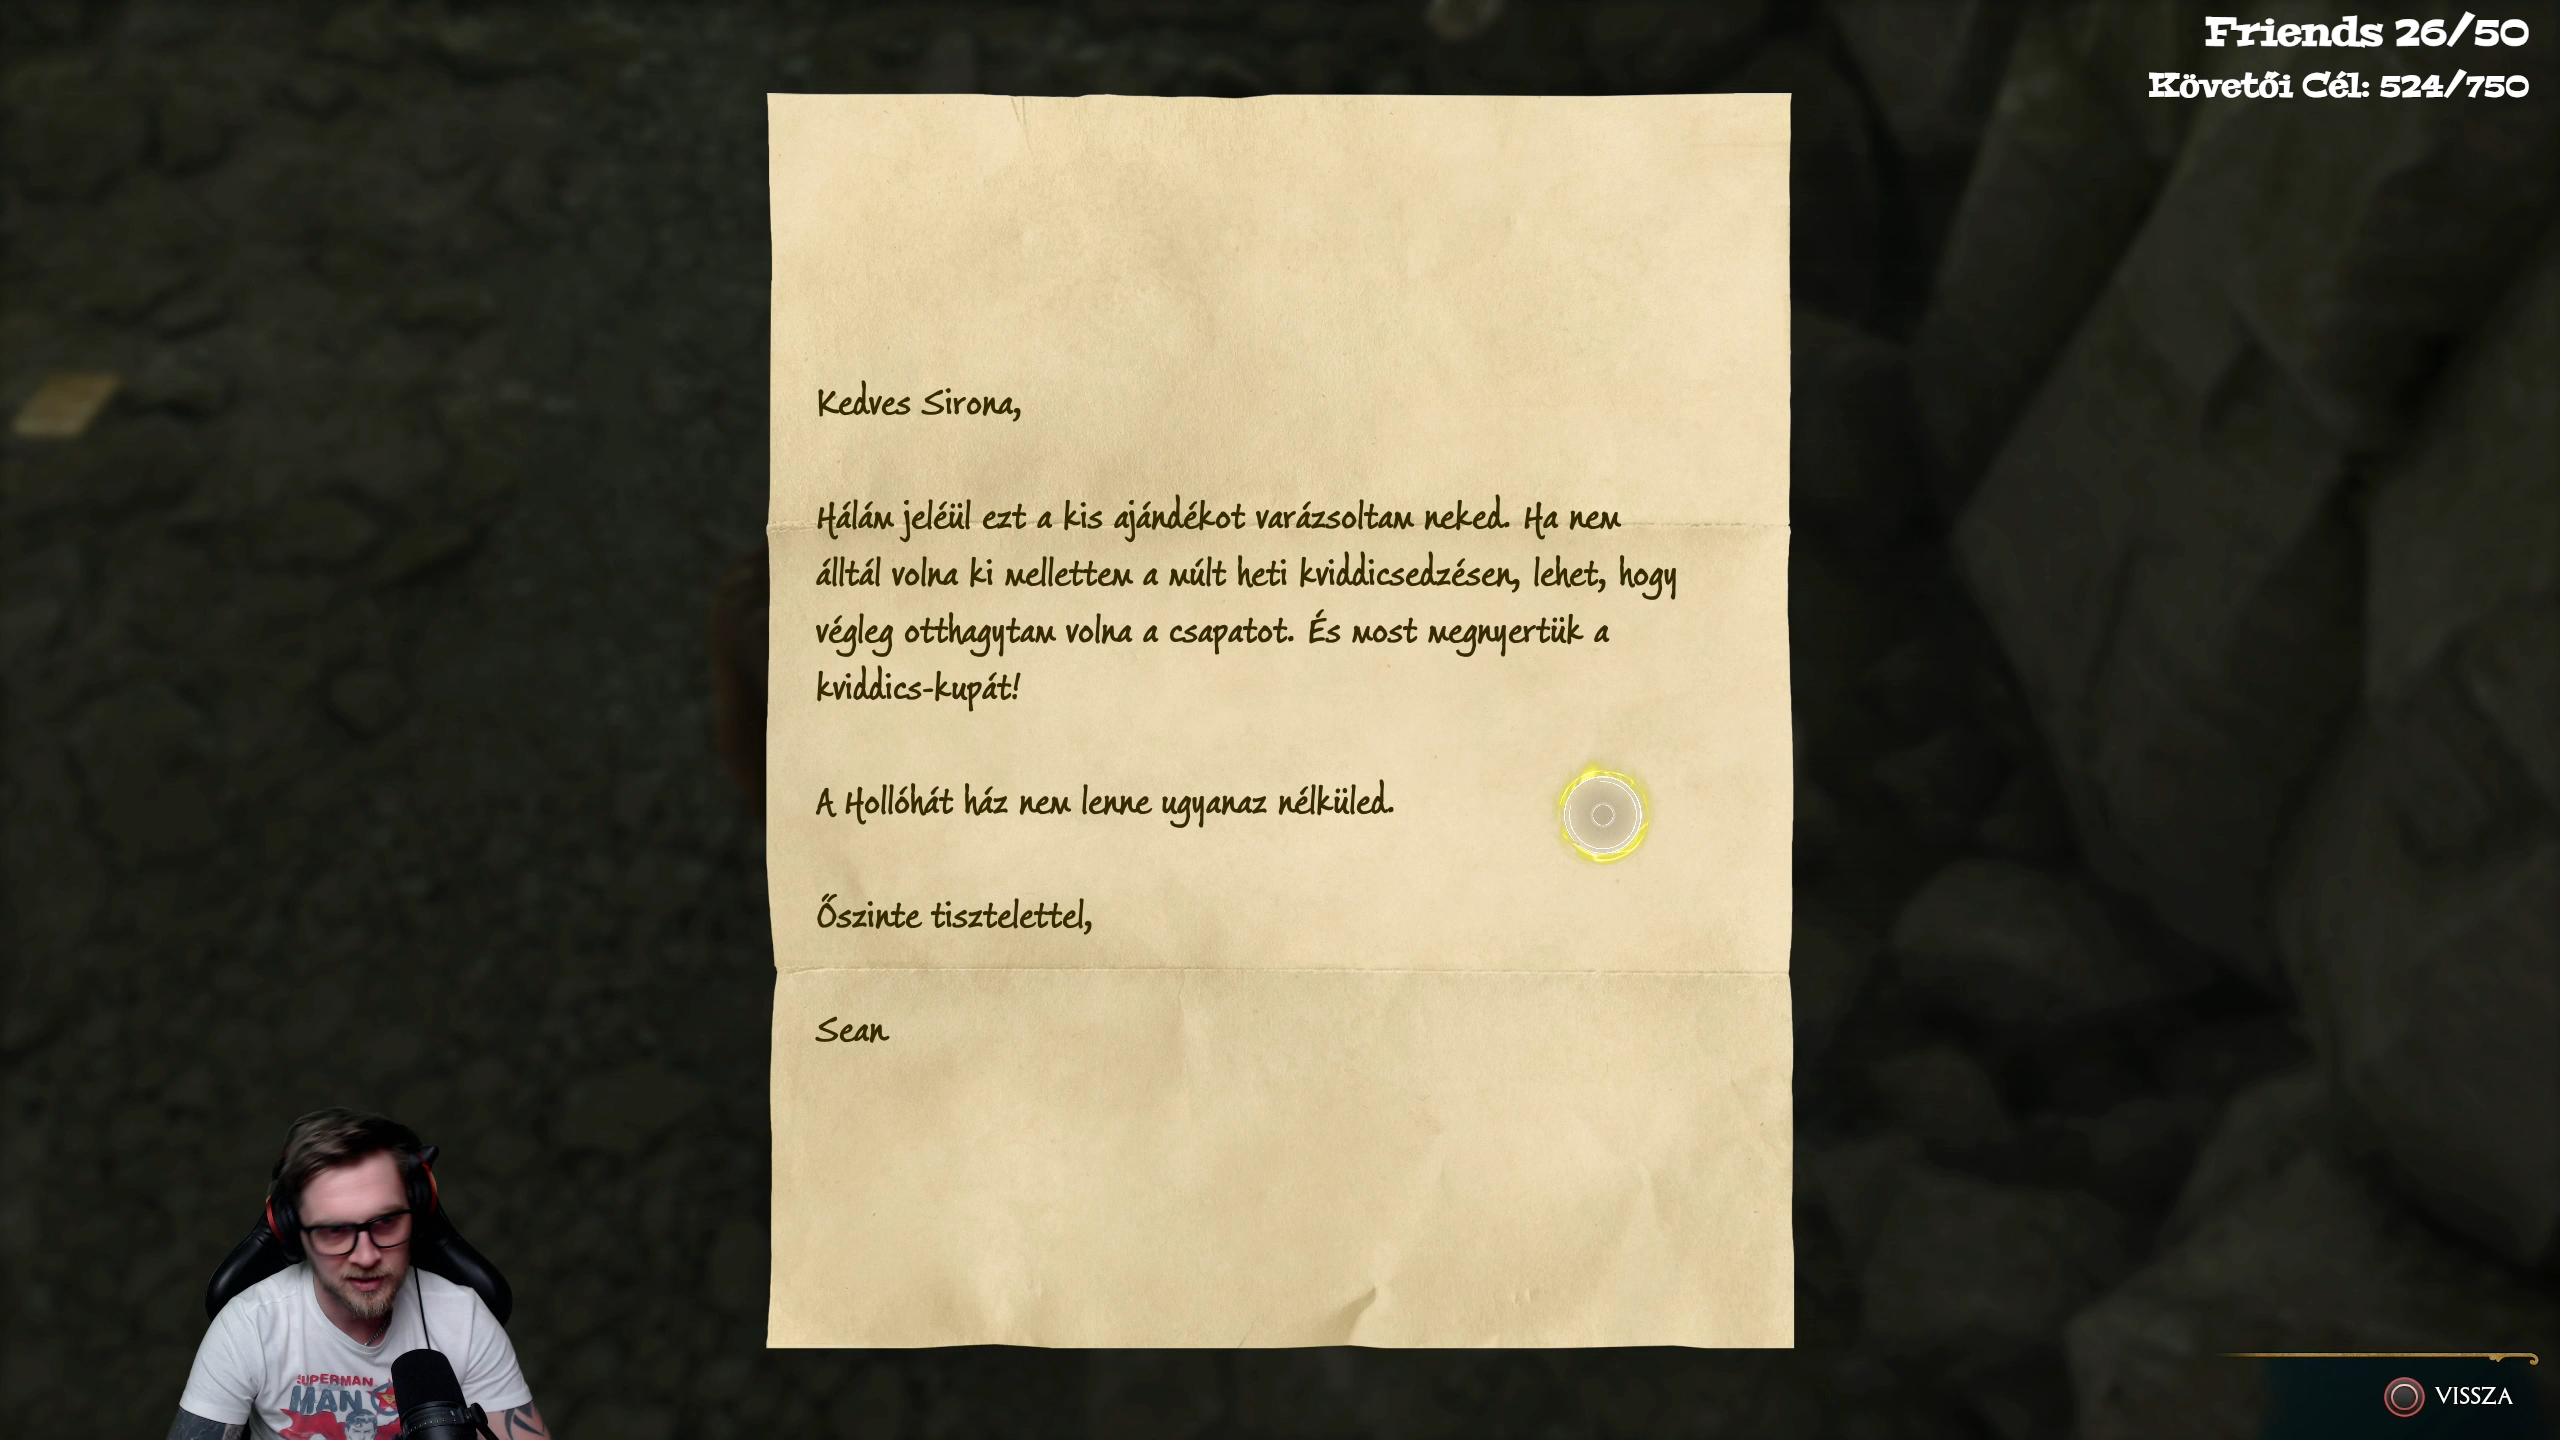 Friends 26/50
Követői Cél: 524/750
Kedves Sirona,
Hálám jeléül ezt a kis ajándékot varázsoltam neked. Ha nem
álltál volna ki mellettem a múlt heti kviddicsedzésen, lehet, hogy
végleg otthagytam volna a csapatot. És most megnyertük a
kviddics-kupát!
A Hollóhát ház nem lenne ugyanaz nélküled.
Őszinte tisztelettel,
Sean
SUPERMAN
MAN
VISSZA